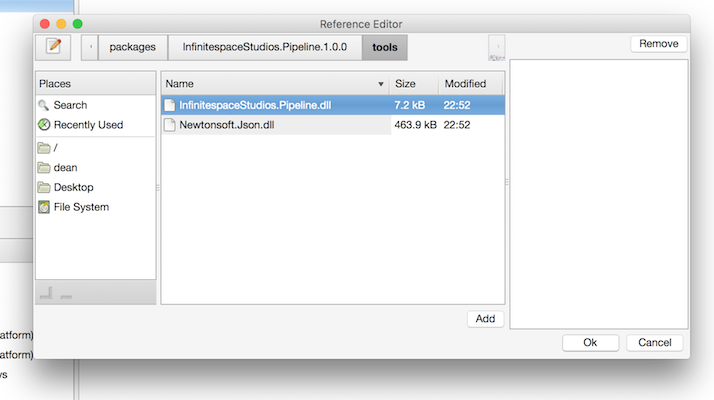 Reference Editor
packages
InfinitespaceStudios.Pipeline.1.0.0
tools
Remove
Places
Name
Size
Modified
Search
Recently Used
/
dean
Desktop
File System
InfinitespaceStudios.Pipeline.dll
7.2 kB
22:52
Newtonsoft.Json.dll
463.9 kB
22:52
Add
Ok
Cancel
atform)
atform)
ws